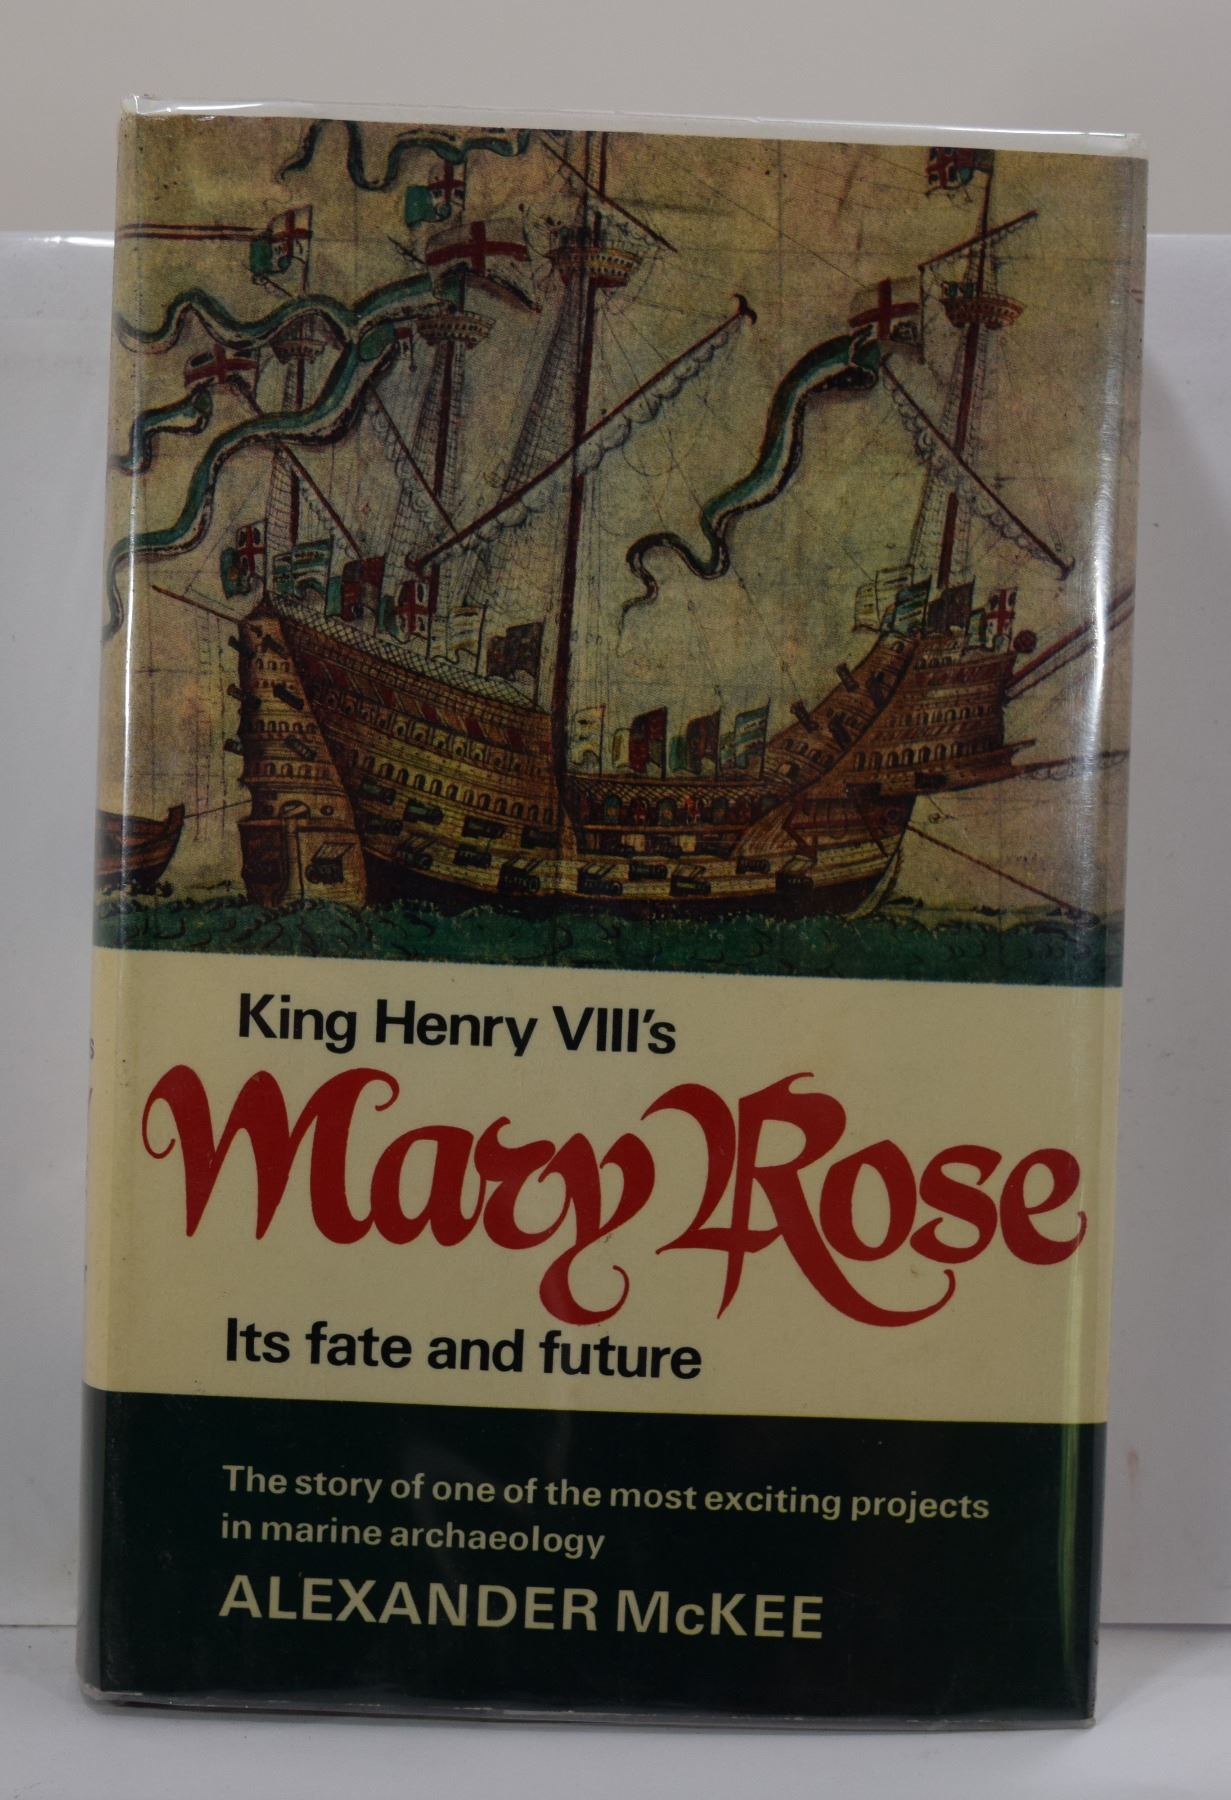 King Henry VIII's
Mary Rose
Its fate and future
The story of one of the most exciting projects
in marine archaeology
ALEXANDER McKEE